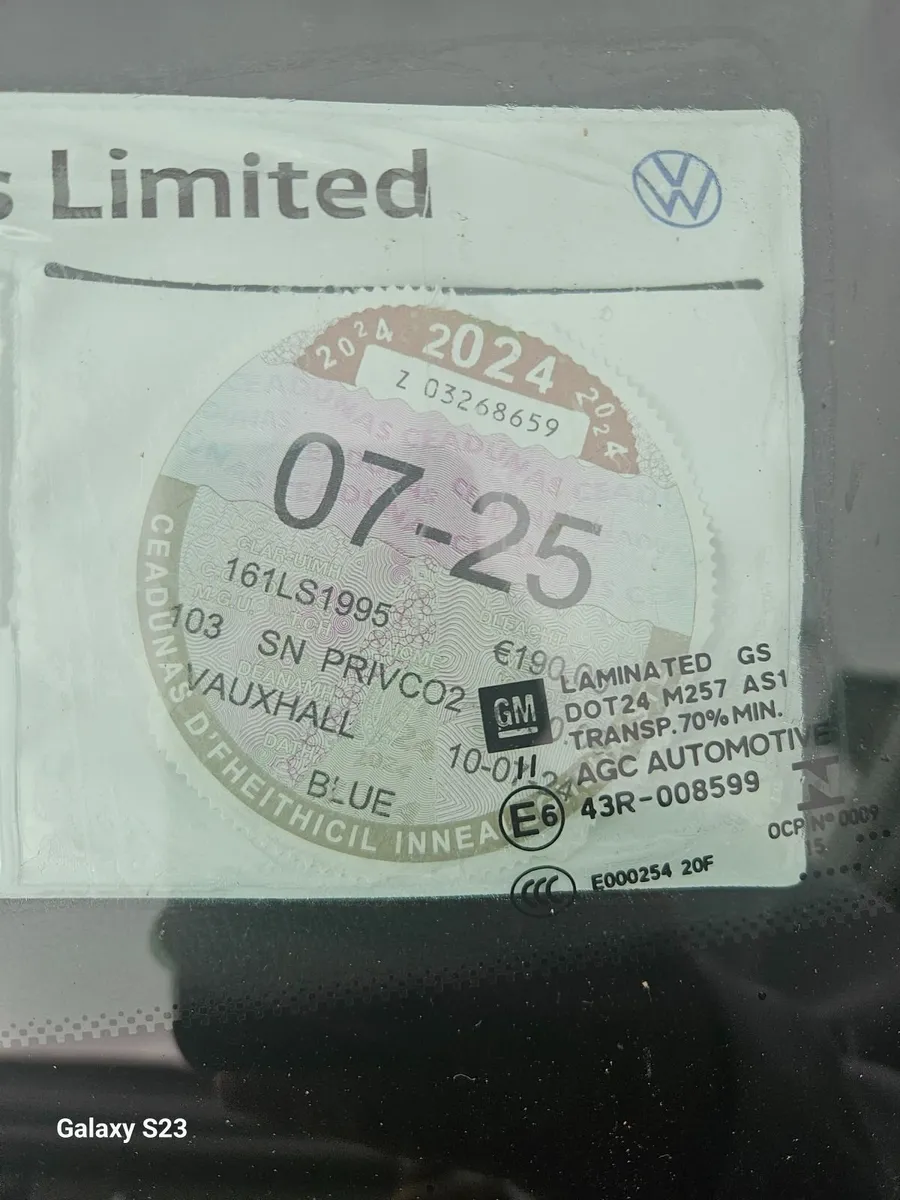 s Limited
VW
2024 2024 2024
Z 03268659
07-25
161LS1995
103 SN PRIVCO2
€190
VAUXHALL
10-01
BLUE
CEADÚNAS D'FHEITHICIL INNEA
GM
LAMINATED GS
DOT24 M257 AS1
TRANSP.70%MIN.
AGC AUTOMOTIVE
E6 43R-008599
OCP N° 0009
15
CCC E000254 20F
Galaxy S23